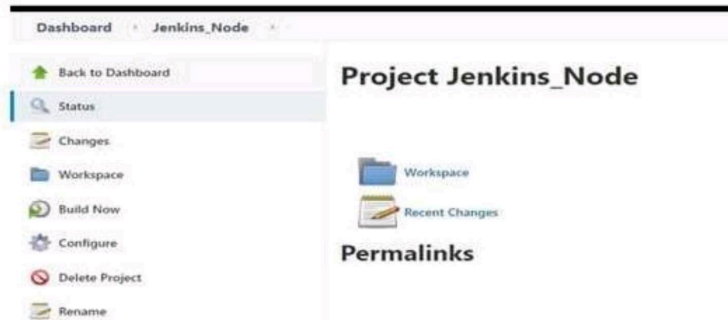 Dashboard Jenkins_Node
Back to Dashboard
Status
Changes
Workspace
Build Now
Configure
Delete Project
Rename
Project Jenkins_Node
Workspace
Recent Changes
Permalinks